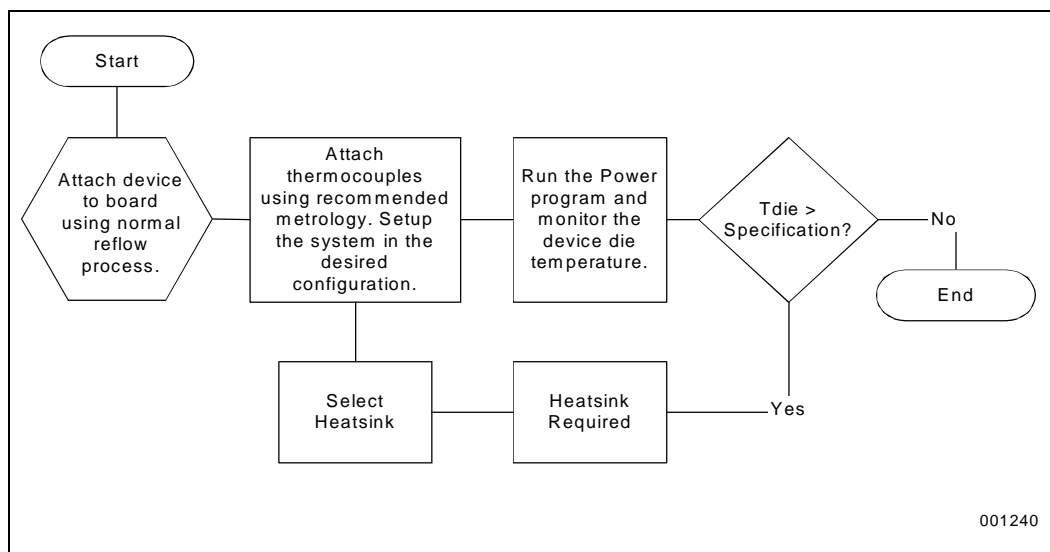 Start
Attach device
to board
using normal
reflow
process.
Attach
thermocouples
using recommended
metrology. Setup
the system in the
desired
configuration.
Run the Power
program and
monitor the
device die
temperature.
Tdie >
Specification?
No
End
Select
Heatsink
Heatsink
Required
Yes
001240